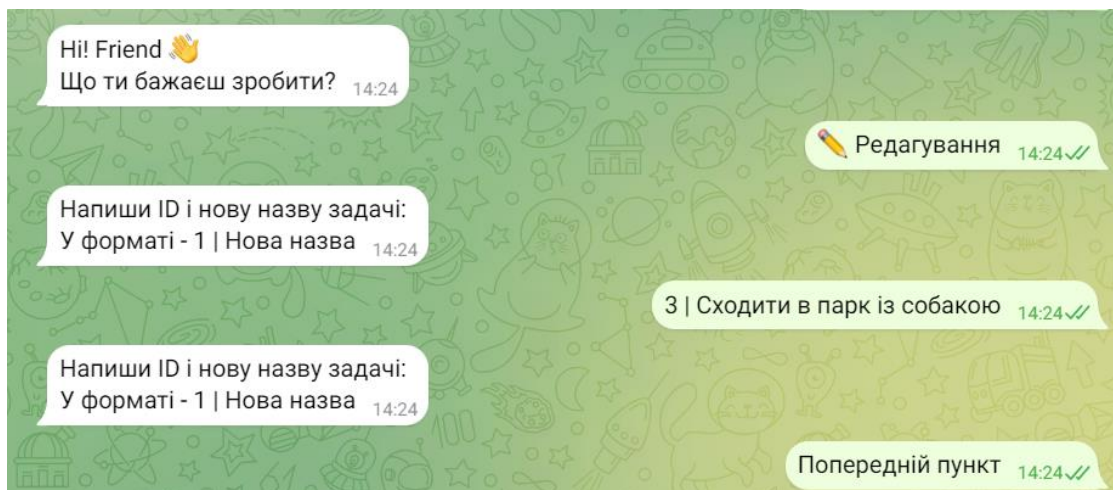 Hi! Friend 👋
Що ти бажаєш зробити? 14:24
✏️ Редагування 14:24
Напиши ID і нову назву задачі:
У форматі - 1 | Нова назва 14:24
3 | Сходити в парк із собакою 14:24
Напиши ID і нову назву задачі:
У форматі - 1 | Нова назва 14:24
Попередній пункт 14:24